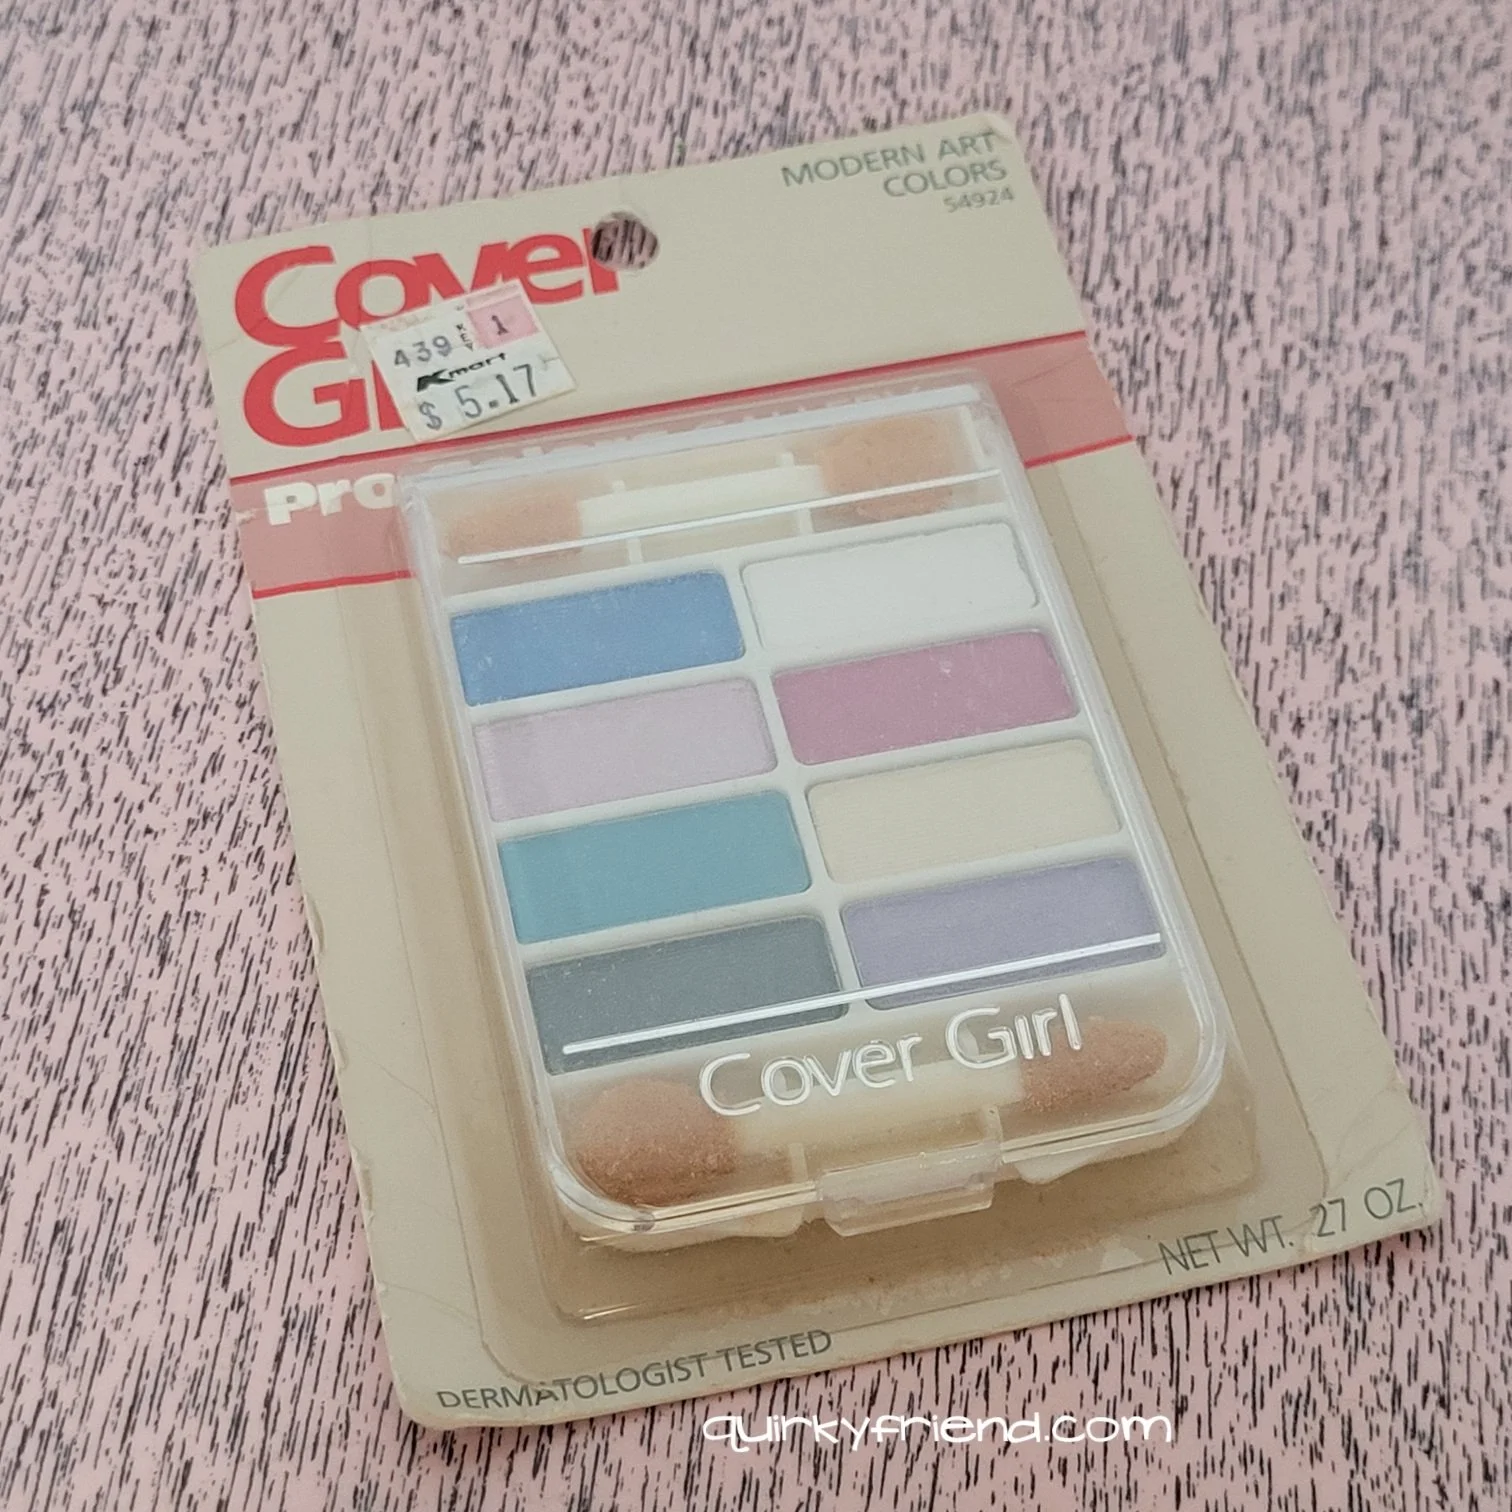 MODERN ART
COLORS
54924
Cover
Gi
439 KEY 1
Kmart
$ 5.17
Pro
Cover Girl
NET WT. .27 OZ.
DERMATOLOGIST TESTED
quirkyfriend.com